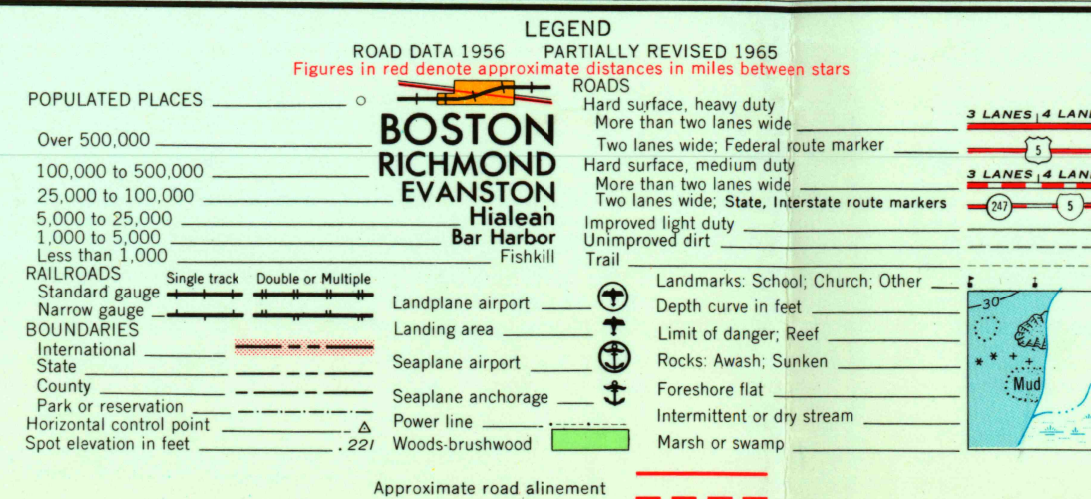 LEGEND
ROAD DATA 1956 PARTIALLY REVISED 1965
Figures in red denote approximate distances in miles between stars
POPULATED PLACES
Over 500,000 BOSTON
100,000 to 500,000 RICHMOND
25,000 to 100,000 EVANSTON
5,000 to 25,000 Hialeah
1,000 to 5,000 Bar Harbor
Less than 1,000 Fishkill
RAILROADS Single track Double or Multiple
Standard gauge
Narrow gauge
BOUNDARIES
International
State
County
Park or reservation
Horizontal control point
Spot elevation in feet .221
Landplane airport
Landing area
Seaplane airport
Seaplane anchorage
Power line
Woods-brushwood
ROADS
Hard surface, heavy duty
More than two lanes wide 3 LANES 4 LANE
Two lanes wide; Federal route marker 5
Hard surface, medium duty
More than two lanes wide 3 LANES 4 LANE
Two lanes wide; State, Interstate route markers 247 5
Improved light duty
Unimproved dirt
Trail
Landmarks: School; Church; Other
Depth curve in feet 30
Limit of danger; Reef
Rocks: Awash; Sunken
Foreshore flat Mud
Intermittent or dry stream
Marsh or swamp
Approximate road alinement